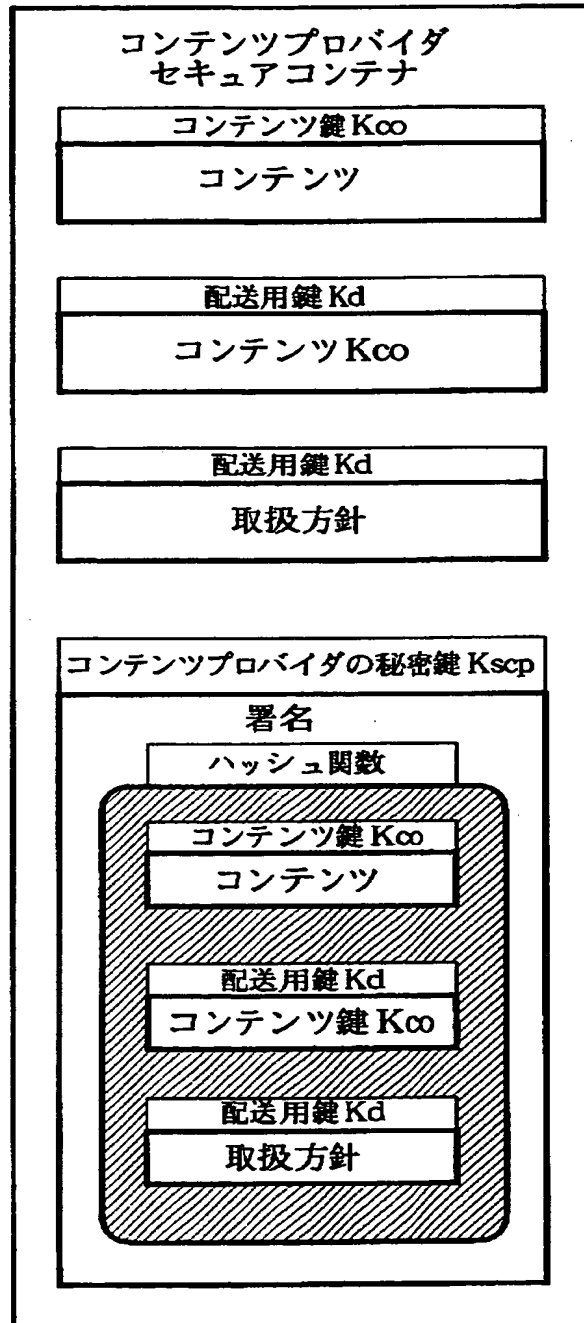 コンテンツプロバイダ
セキュアコンテナ
コンテンツ鍵Kco
コンテンツ
配送用鍵Kd
コンテンツKco
配送用鍵Kd
取扱方針
コンテンツプロバイダの秘密鍵Kscp
署名
ハッシュ関数
コンテンツ鍵Kco
コンテンツ
配送用鍵Kd
コンテンツ鍵Kco
配送用鍵Kd
取扱方針